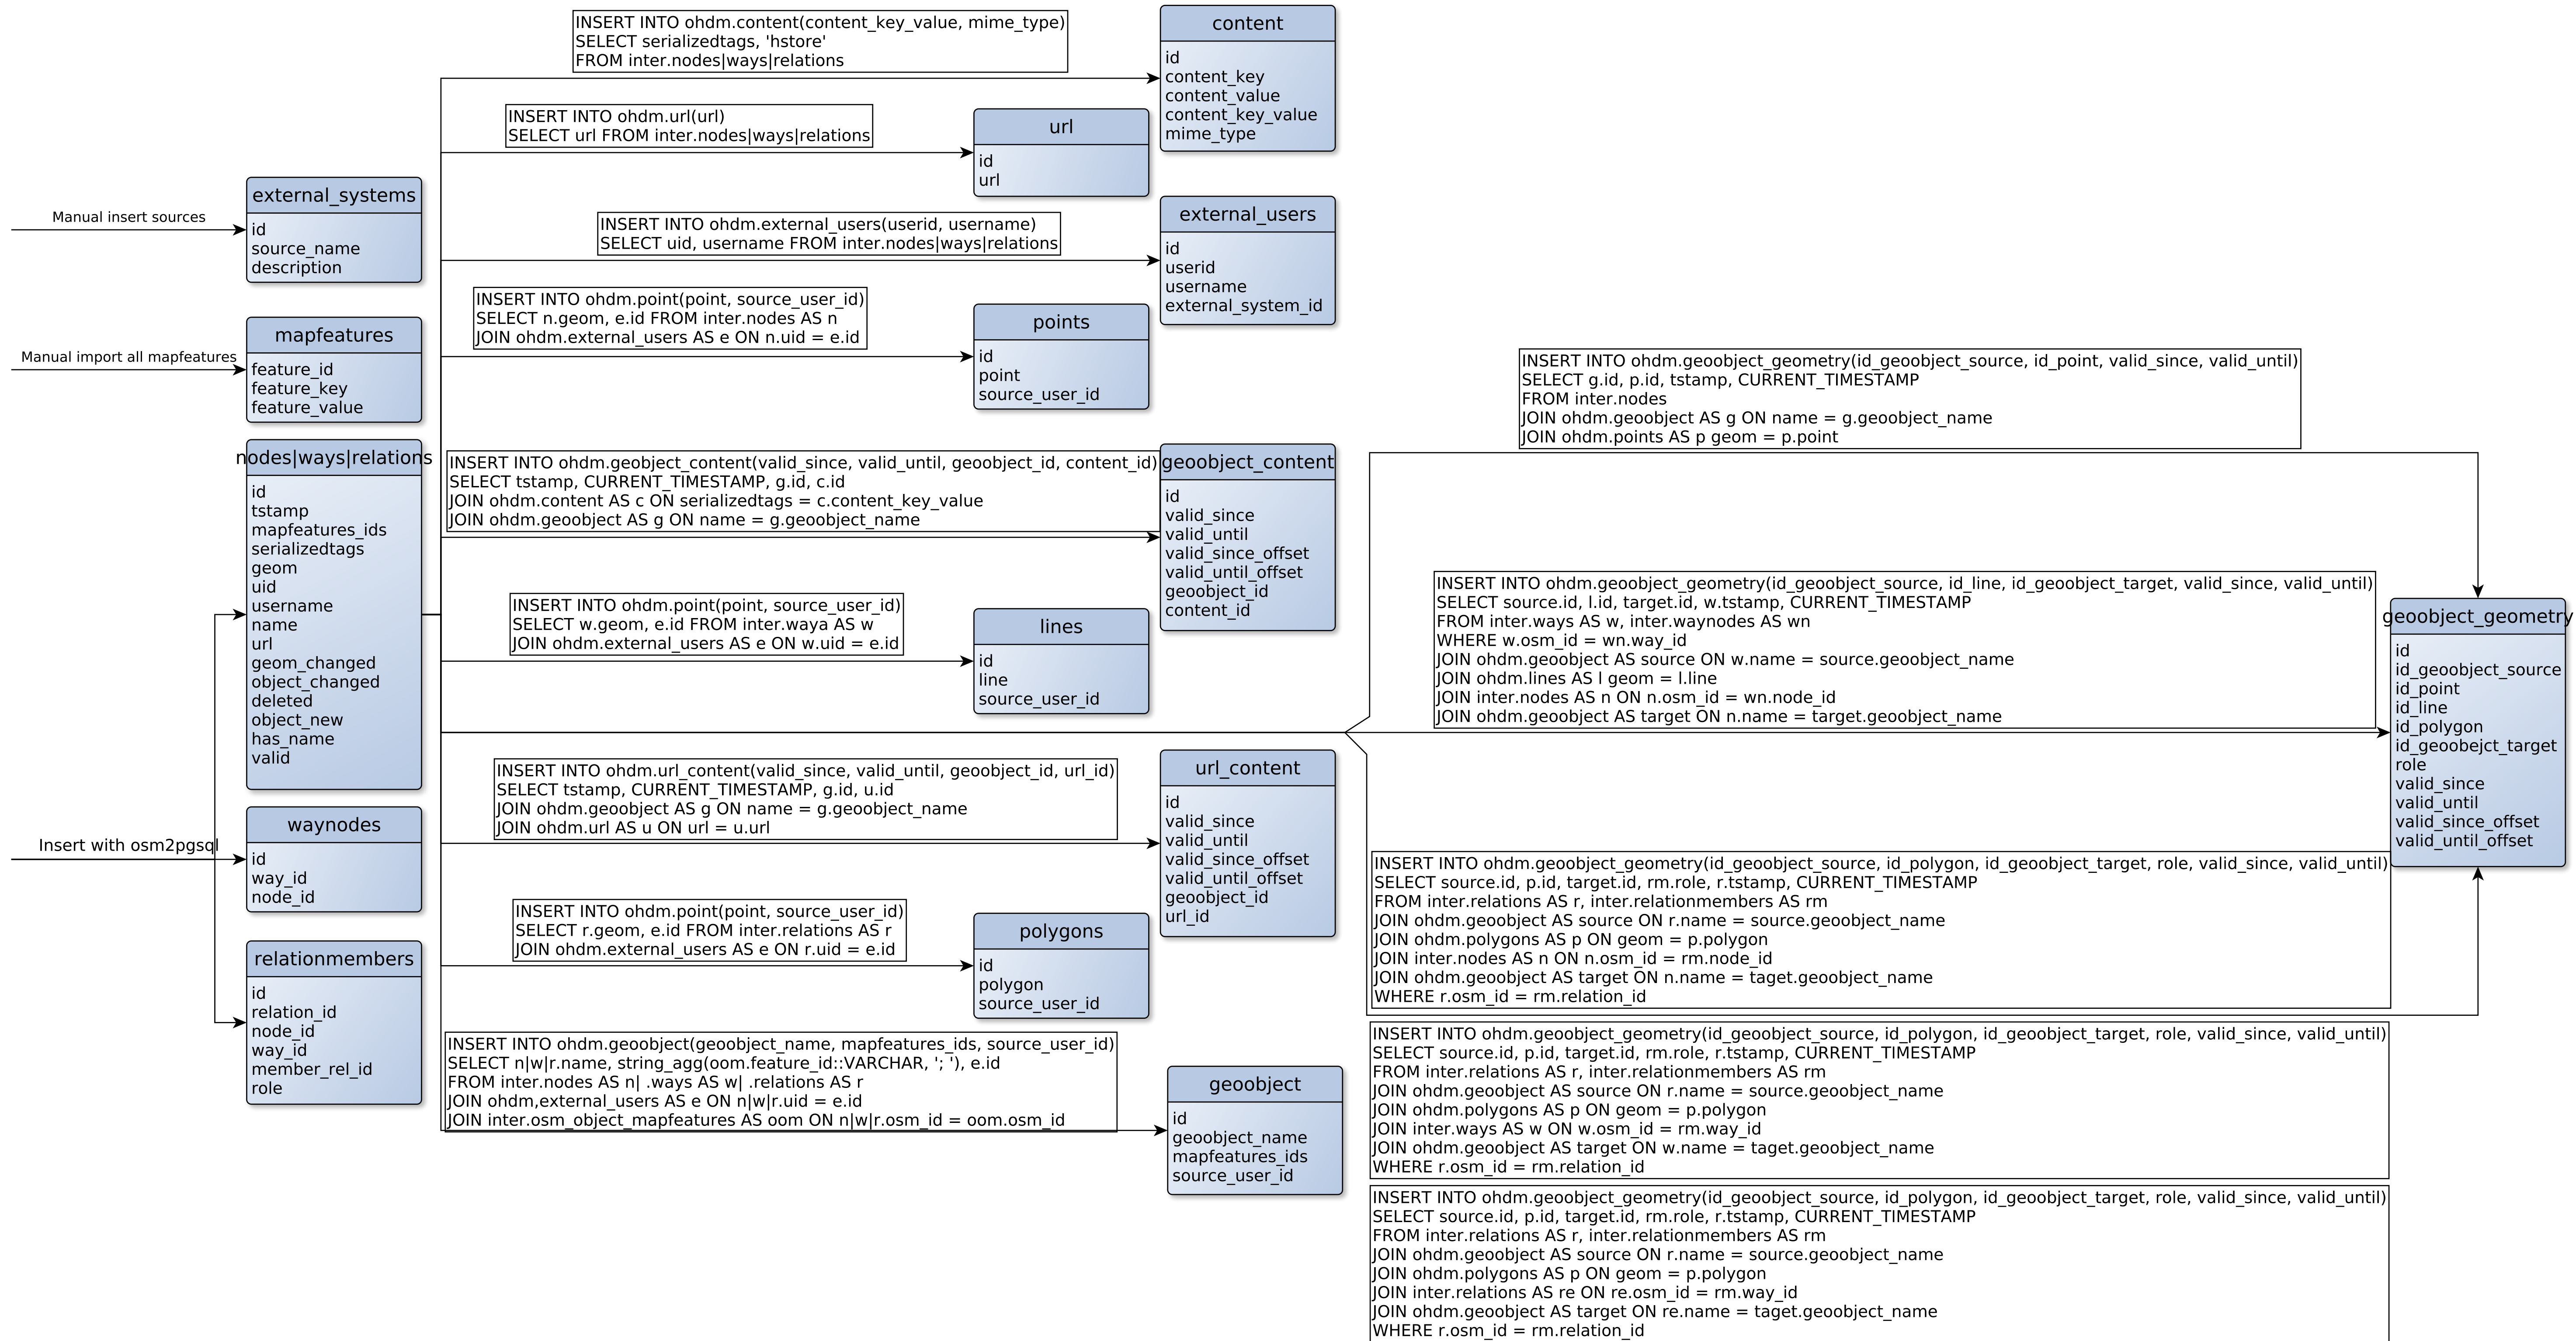 INSERT INTO ohdm.content(content_key_value, mime_type)
SELECT serializedtags, 'hstore'
FROM inter.nodes|ways|relations
content
id
content_key
content_value
content_key_value
mime_type
INSERT INTO ohdm.url(url)
SELECT url FROM inter.nodes|ways|relations
url
id
url
Manual insert sources
external_systems
id
source_name
description
INSERT INTO ohdm.external_users(userid, username)
SELECT uid, username FROM inter.nodes|ways|relations
external_users
id
userid
username
external_system_id
Manual import all mapfeatures
mapfeatures
feature_id
feature_key
feature_value
INSERT INTO ohdm.point(point, source_user_id)
SELECT n.geom, e.id FROM inter.nodes AS n
JOIN ohdm.external_users AS e ON n.uid = e.id
points
id
point
source_user_id
INSERT INTO ohdm.geoobject_geometry(id_geoobject_source, id_point, valid_since, valid_until)
SELECT g.id, p.id, tstamp, CURRENT_TIMESTAMP
FROM inter.nodes
JOIN ohdm.geoobject AS g ON name = g.geoobject_name
JOIN ohdm.points AS p geom = p.point
nodes|ways|relations
id
tstamp
mapfeatures_ids
serializedtags
geom
uid
username
name
url
geom_changed
object_changed
deleted
object_new
has_name
valid
INSERT INTO ohdm.geobject_content(valid_since, valid_until, geoobject_id, content_id)
SELECT tstamp, CURRENT_TIMESTAMP, g.id, c.id
JOIN ohdm.content AS c ON serializedtags = c.content_key_value
JOIN ohdm.geoobject AS g ON name = g.geoobject_name
geoobject_content
id
valid_since
valid_until
valid_since_offset
valid_until_offset
geoobject_id
content_id
INSERT INTO ohdm.point(point, source_user_id)
SELECT w.geom, e.id FROM inter.waya AS w
JOIN ohdm.external_users AS e ON w.uid = e.id
lines
id
line
source_user_id
INSERT INTO ohdm.geoobject_geometry(id_geoobject_source, id_line, id_geoobject_target, valid_since, valid_until)
SELECT source.id, l.id, target.id, w.tstamp, CURRENT_TIMESTAMP
FROM inter.ways AS w, inter.waynodes AS wn
WHERE w.osm_id = wn.way_id
JOIN ohdm.geoobject AS source ON w.name = source.geoobject_name
JOIN ohdm.lines AS l geom = l.line
JOIN inter.nodes AS n ON n.osm_id = wn.node_id
JOIN ohdm.geoobject AS target ON n.name = target.geoobject_name
geoobject_geometry
id
id_geoobject_source
id_point
id_line
id_polygon
id_geoobejct_target
role
valid_since
valid_until
valid_since_offset
valid_until_offset
Insert with osm2pgsql
waynodes
id
way_id
node_id
INSERT INTO ohdm.url_content(valid_since, valid_until, geoobject_id, url_id)
SELECT tstamp, CURRENT_TIMESTAMP, g.id, u.id
JOIN ohdm.geoobject AS g ON name = g.geoobject_name
JOIN ohdm.url AS u ON url = u.url
url_content
id
valid_since
valid_until
valid_since_offset
valid_until_offset
geoobject_id
url_id
INSERT INTO ohdm.geoobject_geometry(id_geoobject_source, id_polygon, id_geoobject_target, role, valid_since, valid_until)
SELECT source.id, p.id, target.id, rm.role, r.tstamp, CURRENT_TIMESTAMP
FROM inter.relations AS r, inter.relationmembers AS rm
JOIN ohdm.geoobject AS source ON r.name = source.geoobject_name
JOIN ohdm.polygons AS p ON geom = p.polygon
JOIN inter.nodes AS n ON n.osm_id = rm.node_id
JOIN ohdm.geoobject AS target ON n.name = taget.geoobject_name
WHERE r.osm_id = rm.relation_id
relationmembers
id
relation_id
node_id
way_id
member_rel_id
role
INSERT INTO ohdm.point(point, source_user_id)
SELECT r.geom, e.id FROM inter.relations AS r
JOIN ohdm.external_users AS e ON r.uid = e.id
polygons
id
polygon
source_user_id
INSERT INTO ohdm.geoobject(geoobject_name, mapfeatures_ids, source_user_id)
SELECT n|w|r.name, string_agg(oom.feature_id::VARCHAR, '; '), e.id
FROM inter.nodes AS n| .ways AS w| .relations AS r
JOIN ohdm,external_users AS e ON n|w|r.uid = e.id
JOIN inter.osm_object_mapfeatures AS oom ON n|w|r.osm_id = oom.osm_id
geoobject
id
geoobject_name
mapfeatures_ids
source_user_id
INSERT INTO ohdm.geoobject_geometry(id_geoobject_source, id_polygon, id_geoobject_target, role, valid_since, valid_until)
SELECT source.id, p.id, target.id, rm.role, r.tstamp, CURRENT_TIMESTAMP
FROM inter.relations AS r, inter.relationmembers AS rm
JOIN ohdm.geoobject AS source ON r.name = source.geoobject_name
JOIN ohdm.polygons AS p ON geom = p.polygon
JOIN inter.ways AS w ON w.osm_id = rm.way_id
JOIN ohdm.geoobject AS target ON w.name = taget.geoobject_name
WHERE r.osm_id = rm.relation_id
INSERT INTO ohdm.geoobject_geometry(id_geoobject_source, id_polygon, id_geoobject_target, role, valid_since, valid_until)
SELECT source.id, p.id, target.id, rm.role, r.tstamp, CURRENT_TIMESTAMP
FROM inter.relations AS r, inter.relationmembers AS rm
JOIN ohdm.geoobject AS source ON r.name = source.geoobject_name
JOIN ohdm.polygons AS p ON geom = p.polygon
JOIN inter.relations AS re ON re.osm_id = rm.way_id
JOIN ohdm.geoobject AS target ON re.name = taget.geoobject_name
WHERE r.osm_id = rm.relation_id